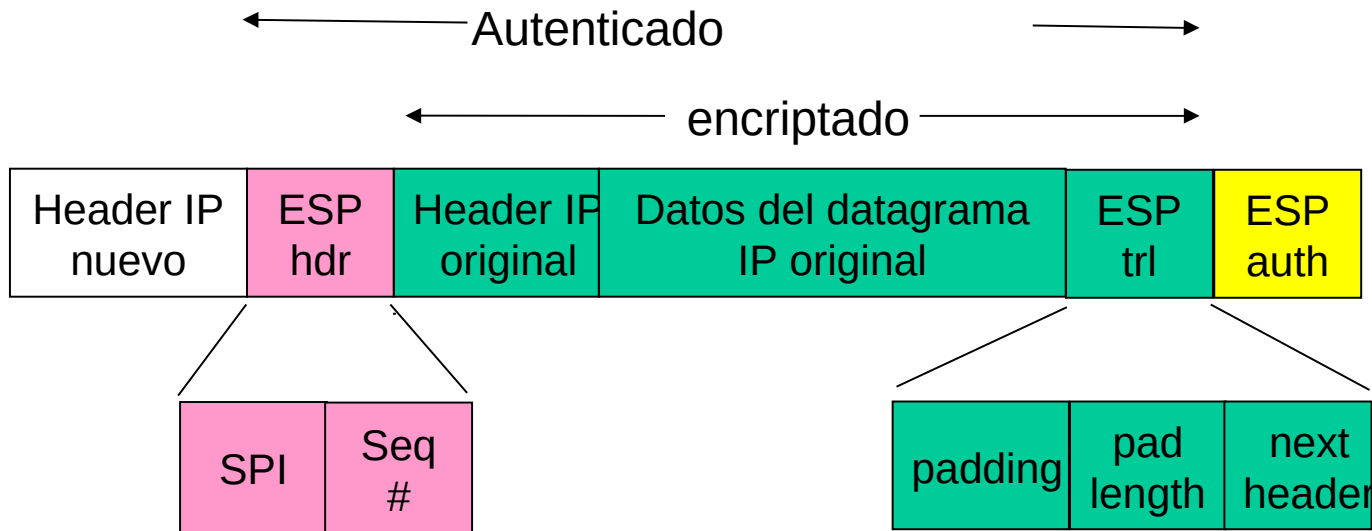 Autenticado
encriptado
Header IP
nuevo
ESP
hdr
Header IP
original
Datos del datagrama
IP original
ESP
trl
ESP
auth
SPI
Seq
#
padding
pad
length
next
header